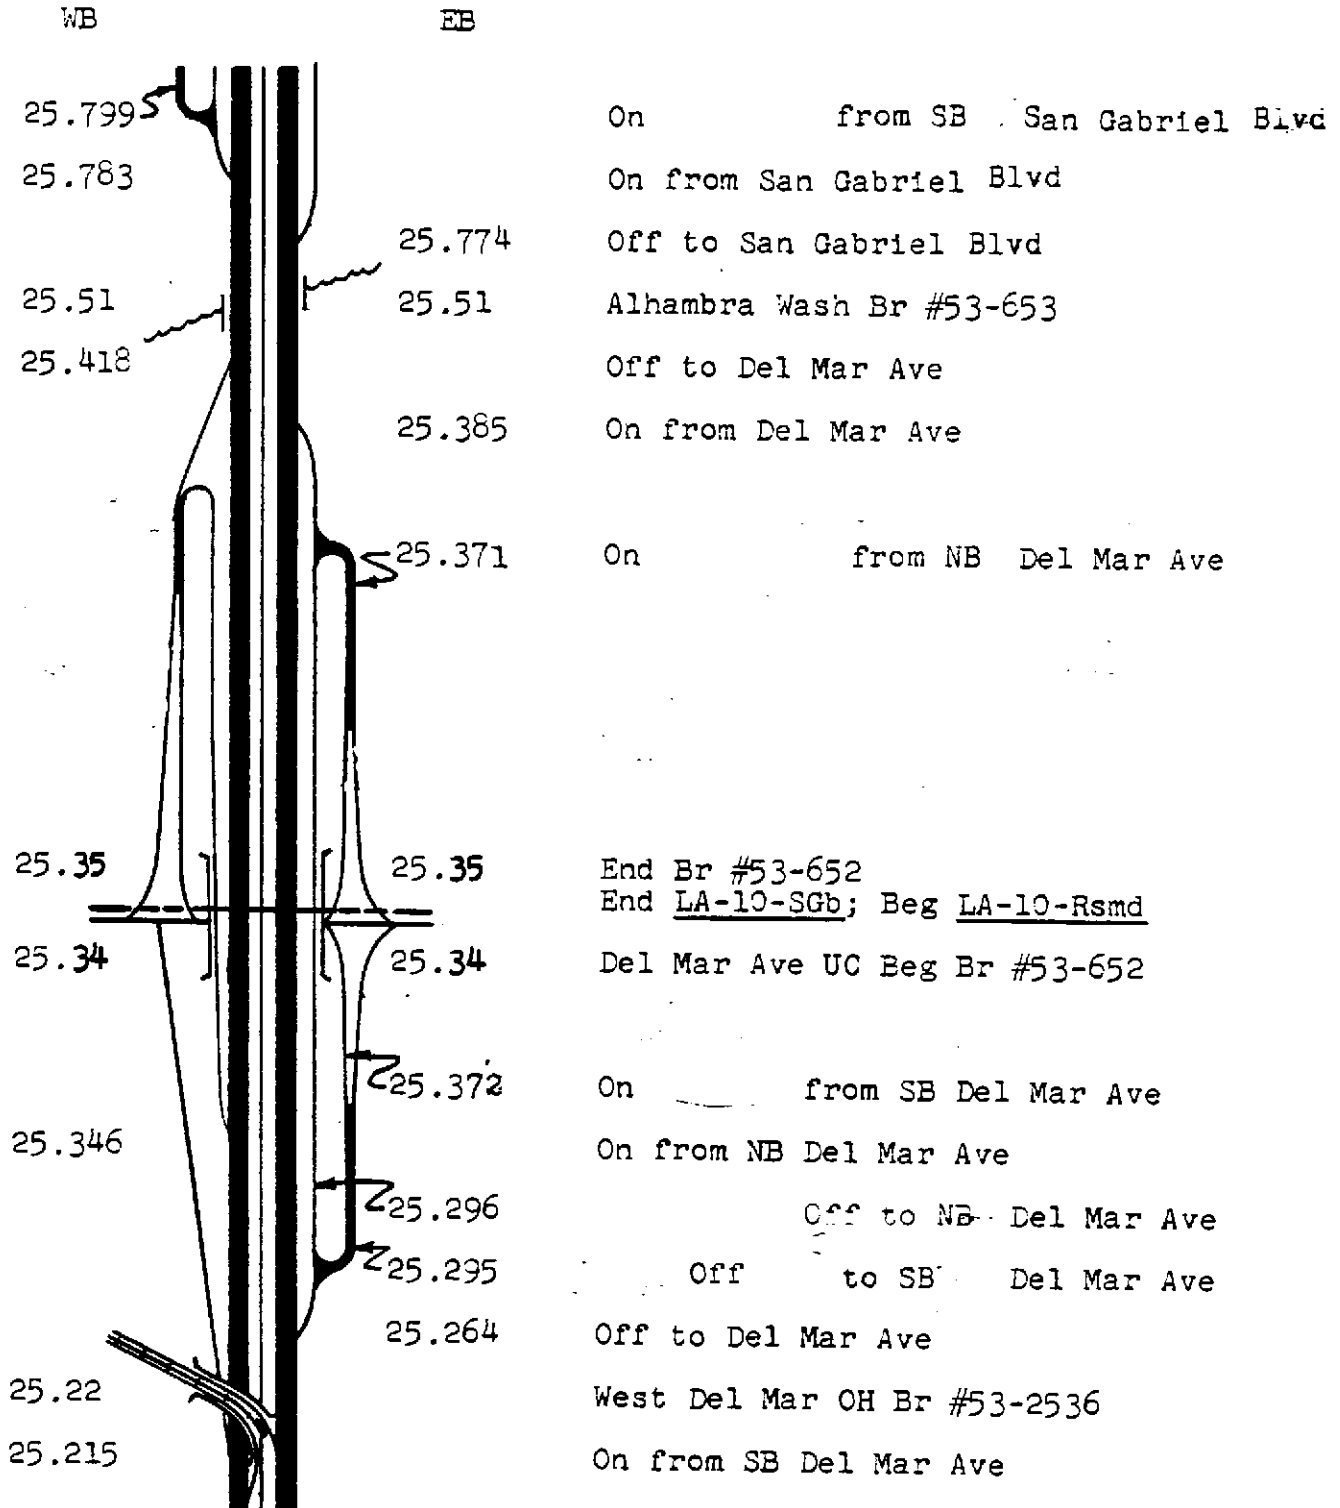 WB EB
25.799 On from SB San Gabriel Blvd
25.783 On from San Gabriel Blvd
25.774 Off to San Gabriel Blvd
25.51 25.51 Alhambra Wash Br #53-653
25.418 Off to Del Mar Ave
25.385 On from Del Mar Ave
25.371 On from NB Del Mar Ave
25.35 25.35 End Br #53-652
End LA-10-SGb; Beg LA-10-Rsmd
25.34 25.34 Del Mar Ave UC Beg Br #53-652
25.372 On from SB Del Mar Ave
25.346 On from NB Del Mar Ave
25.296 Off to NB Del Mar Ave
25.295 Off to SB Del Mar Ave
25.264 Off to Del Mar Ave
25.22 West Del Mar OH Br #53-2536
25.215 On from SB Del Mar Ave